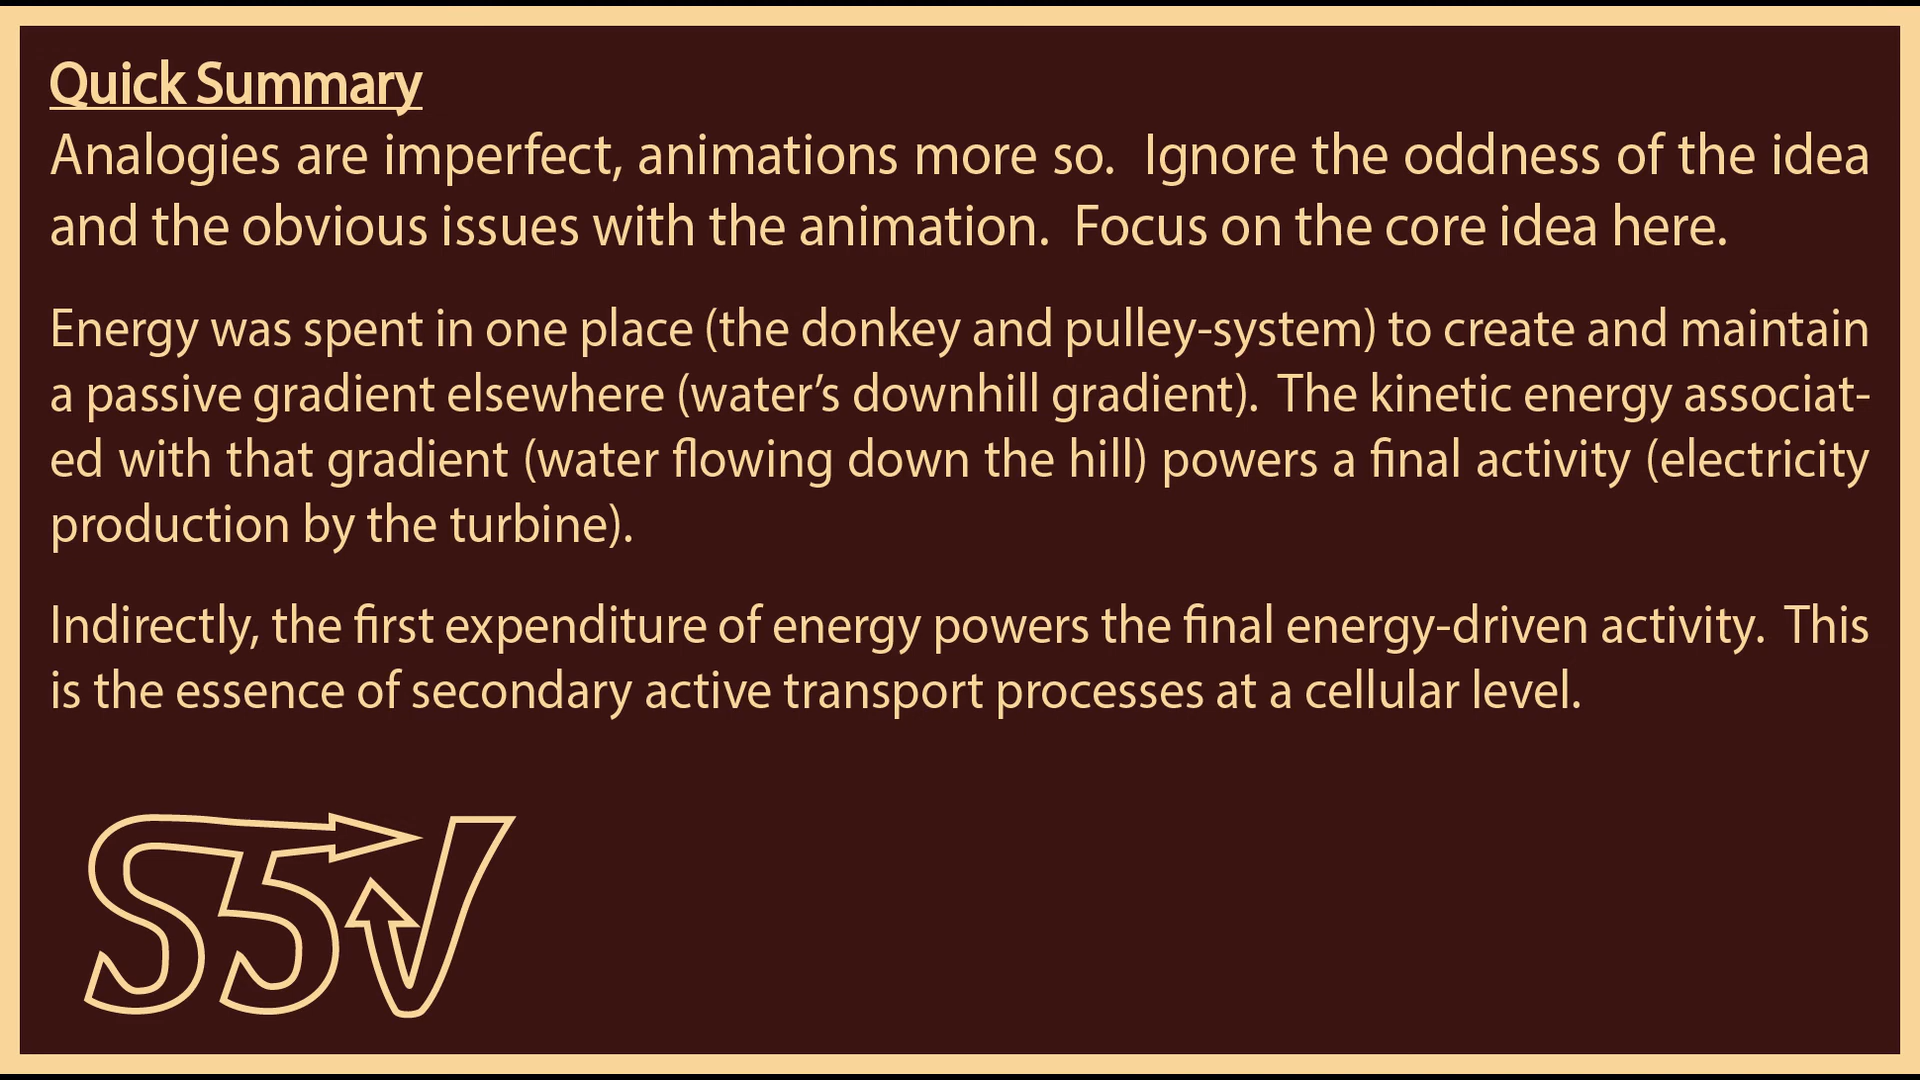 Quick Summary
Analogies are imperfect, animations more so.  Ignore the oddness of the idea
and the obvious issues with the animation.  Focus on the core idea here.
Energy was spent in one place (the donkey and pulley-system) to create and maintain
a passive gradient elsewhere (water’s downhill gradient).  The kinetic energy associat-
ed with that gradient (water flowing down the hill) powers a final activity (electricity
production by the turbine).
Indirectly, the first expenditure of energy powers the final energy-driven activity.  This
is the essence of secondary active transport processes at a cellular level.
S5V